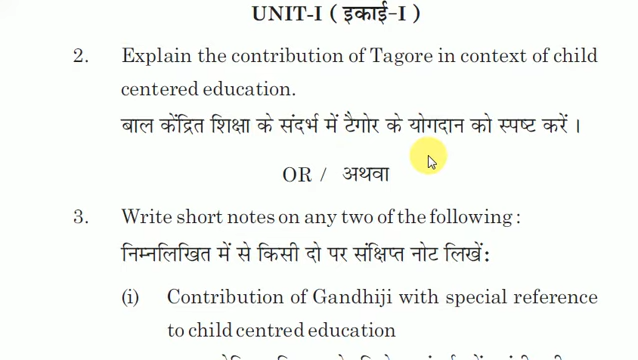 UNIT-I ( इकाई-I )
2. Explain the contribution of Tagore in context of child
centered education.
बाल केंद्रित शिक्षा के संदर्भ में टैगोर के योगदान को स्पष्ट करें ।
OR / अथवा
3. Write short notes on any two of the following :
निम्नलिखित में से किसी दो पर संक्षिप्त नोट लिखें:
(i) Contribution of Gandhiji with special reference
to child centred education